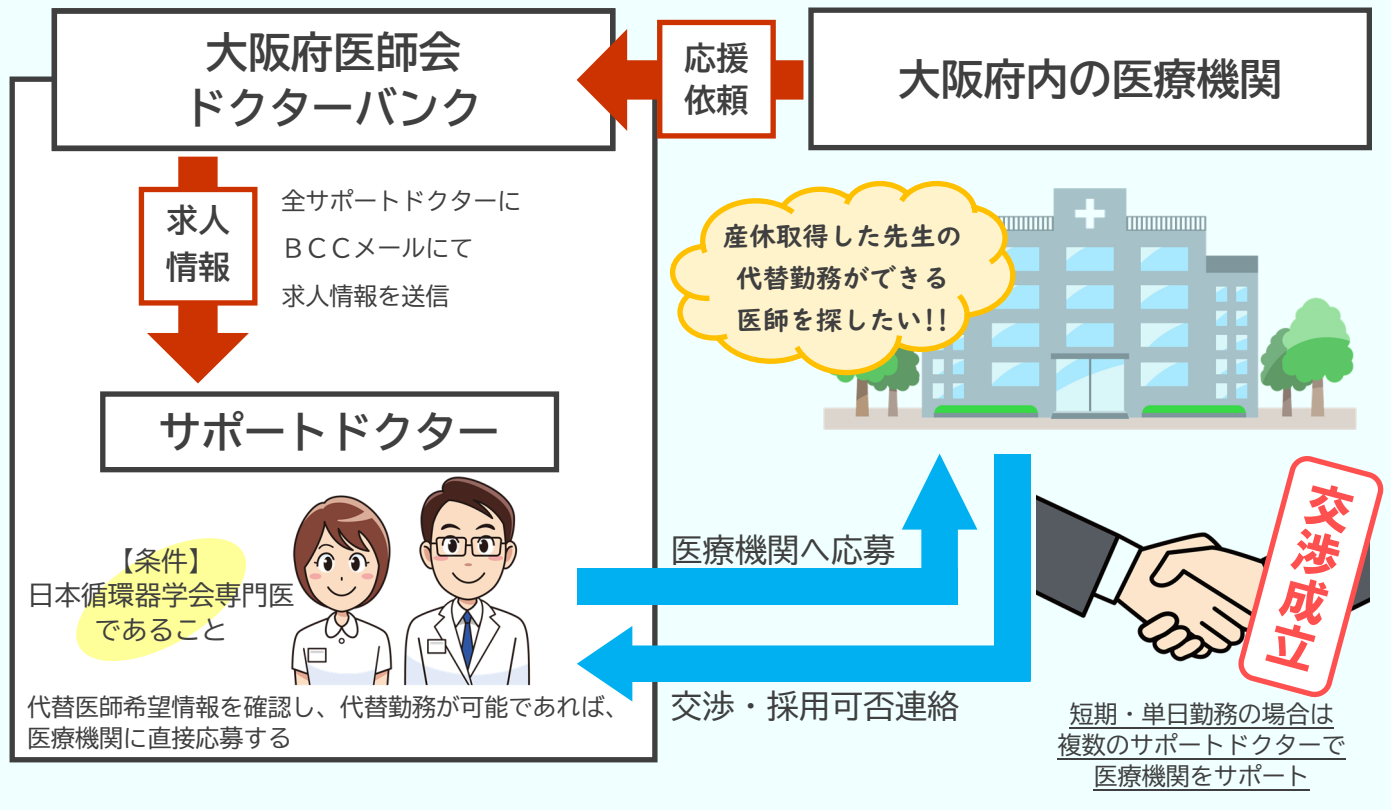 大阪府医師会
ドクターバンク
応援
依頼
大阪府内の医療機関
求人
情報
全サポートドクターに
ＢＣＣメールにて
求人情報を送信
産休取得した先生の
代替勤務ができる
医師を探したい!!
サポートドクター
【条件】
日本循環器学会専門医
であること
代替医師希望情報を確認し、代替勤務が可能であれば、
医療機関に直接応募する
医療機関へ応募
交渉・採用可否連絡
交渉成立
短期・単日勤務の場合は
複数のサポートドクターで
医療機関をサポート